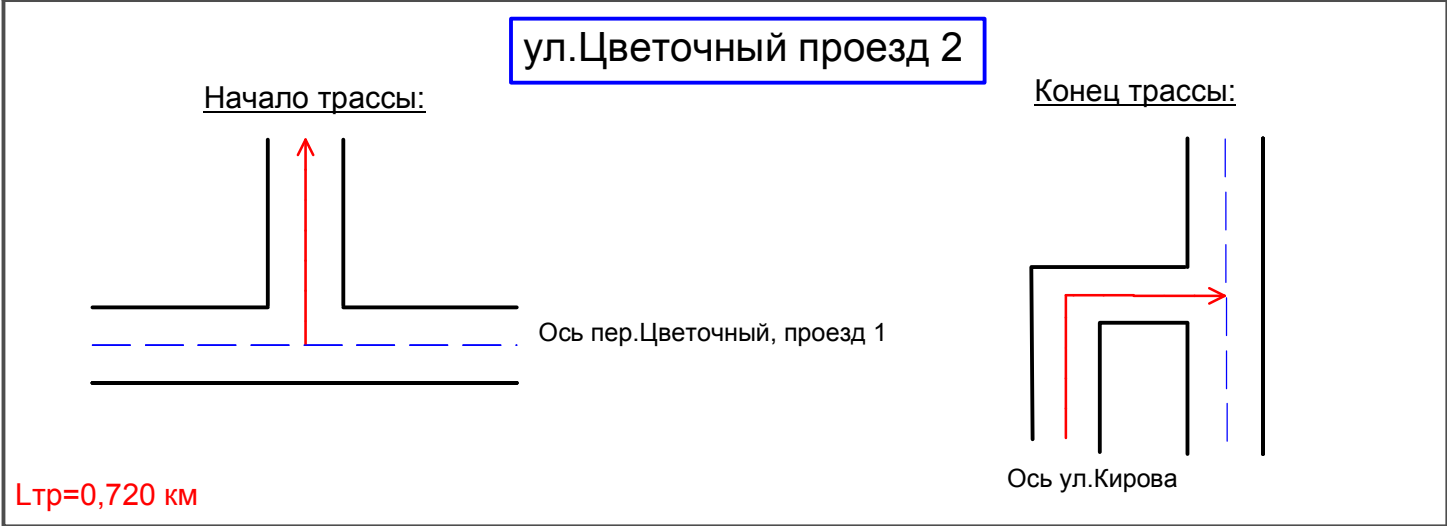 ул.Цветочный проезд 2
Начало трассы:
Конец трассы:
Ось пер.Цветочный, проезд 1
Ось ул.Кирова
Lтр=0,720 км